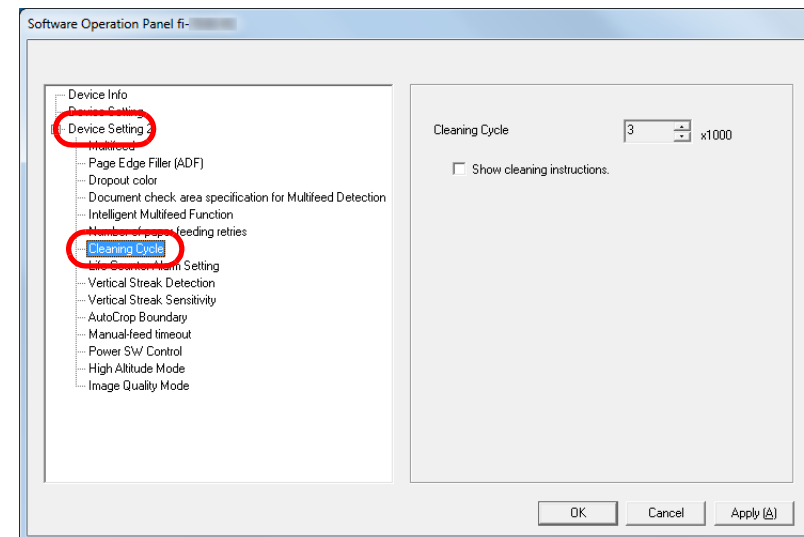 Software Operation Panel fi-
Device Info
Device Setting
Device Setting 2
Multifeed
Page Edge Filler (ADF)
Dropout color
Document check area specification for Multifeed Detection
Intelligent Multifeed Function
Number of paper feeding retries
Cleaning Cycle
Life Counter Alarm Setting
Vertical Streak Detection
Vertical Streak Sensitivity
AutoCrop Boundary
Manual-feed timeout
Power SW Control
High Altitude Mode
Image Quality Mode
Cleaning Cycle 3 x1000
Show cleaning instructions.
OK Cancel Apply (A)